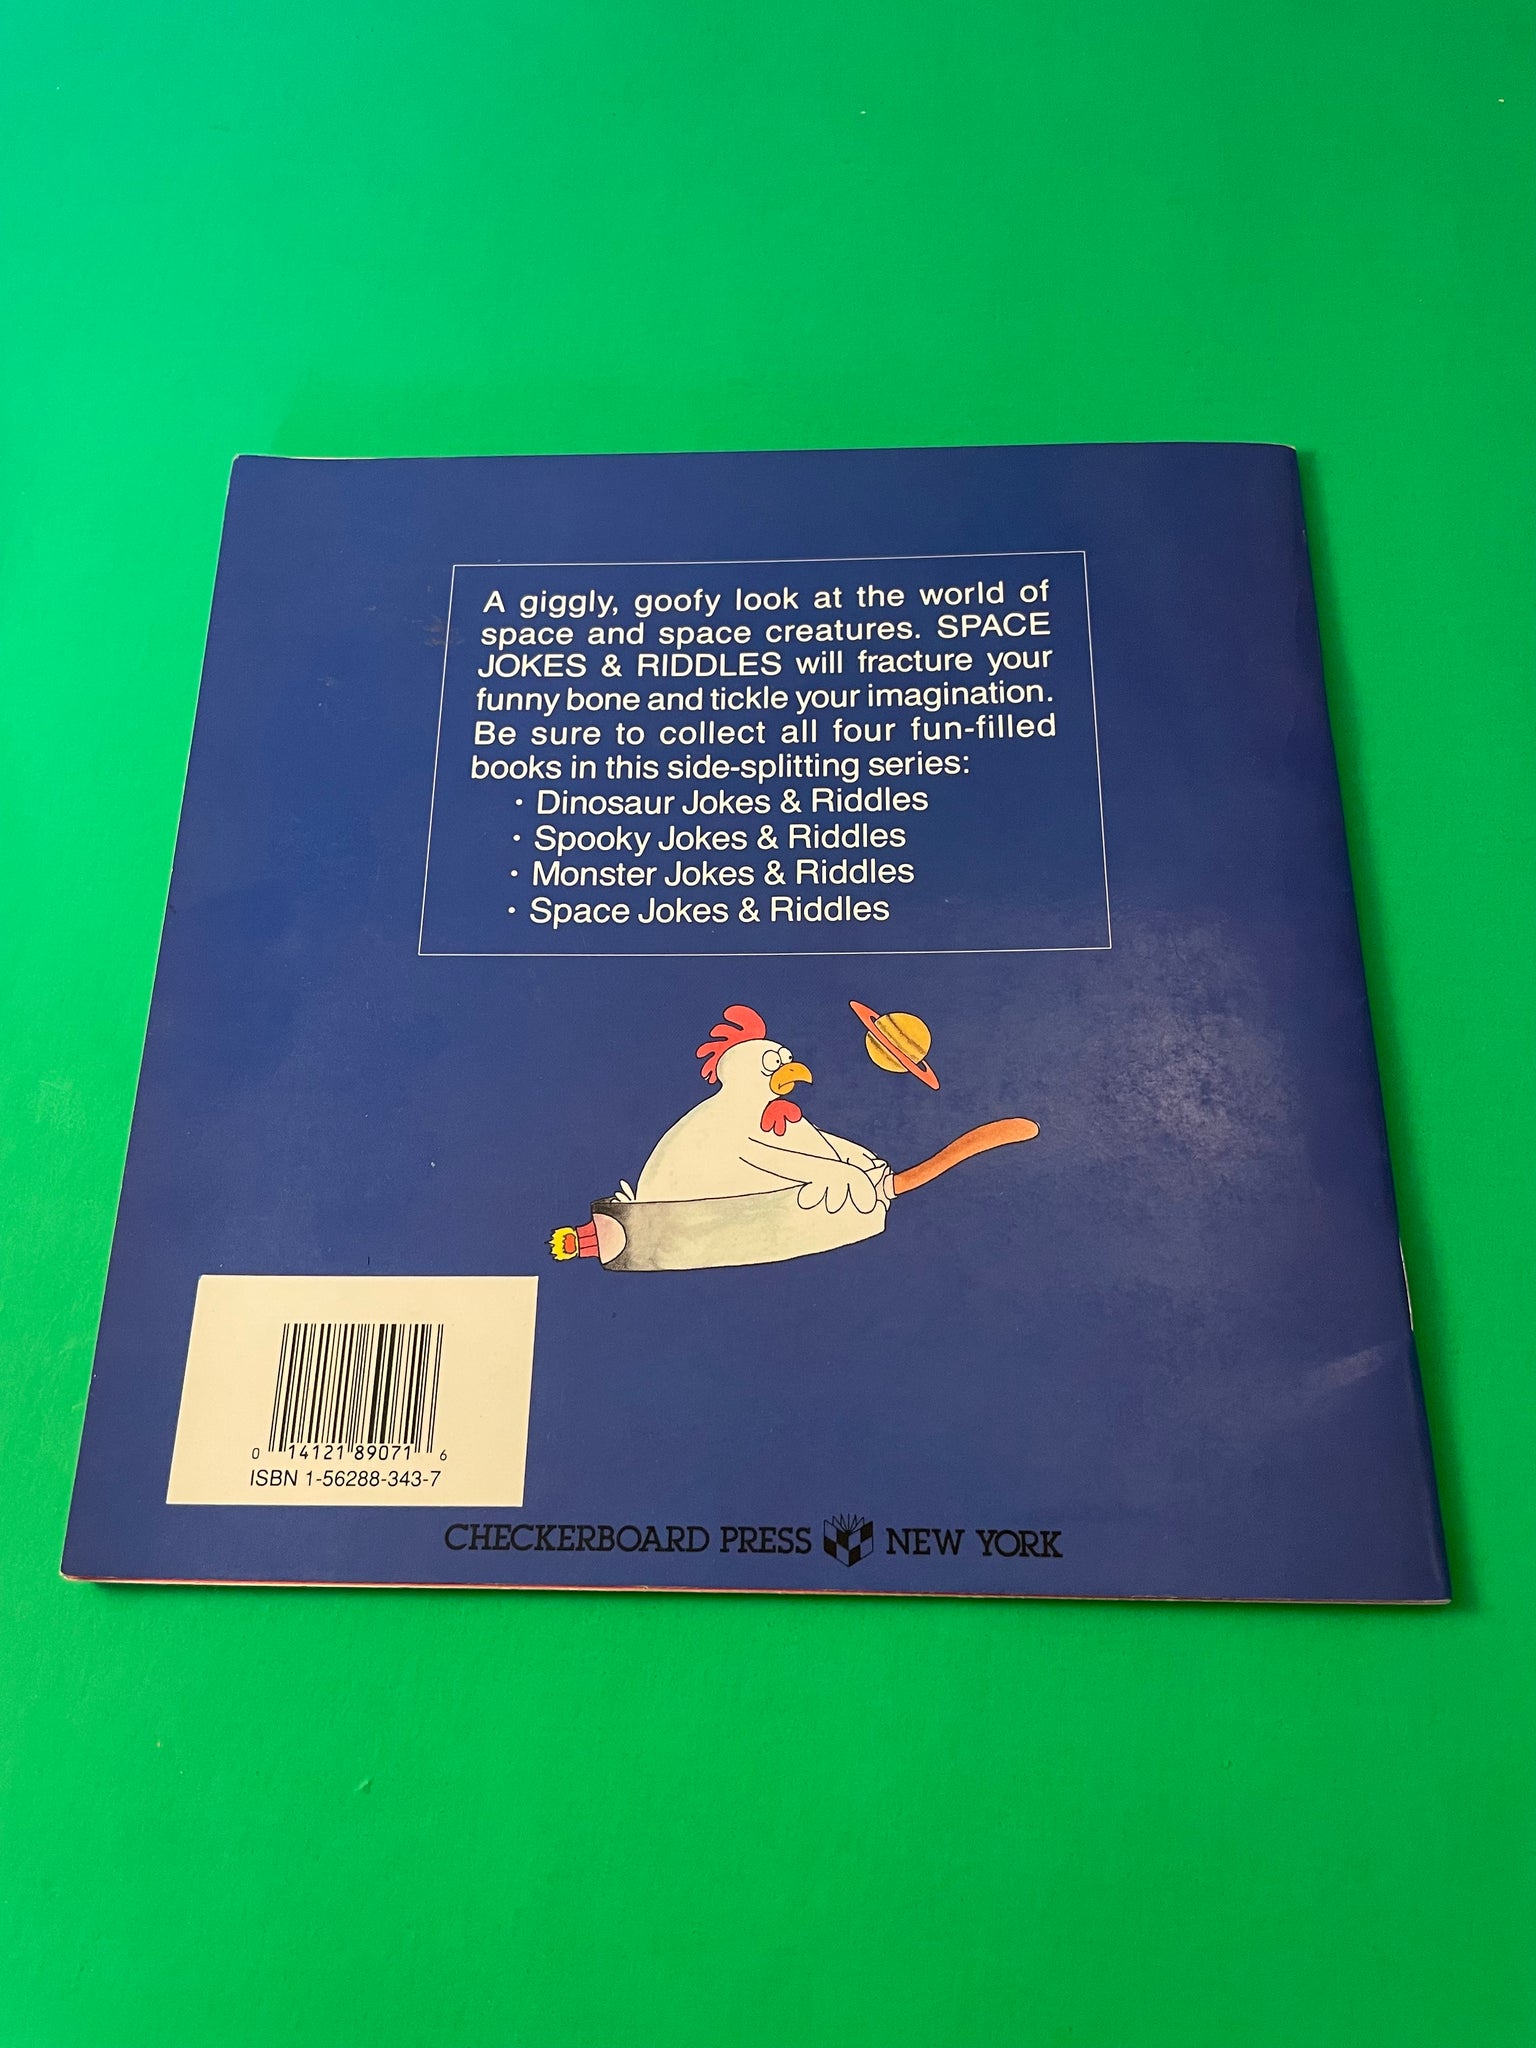 A giggly, goofy look at the world of
space and space creatures. SPACE
JOKES & RIDDLES will fracture your
funny bone and tickle your imagination.
Be sure to collect all four fun-filled
books in this side-splitting series:
• Dinosaur Jokes & Riddles
• Spooky Jokes & Riddles
• Monster Jokes & Riddles
• Space Jokes & Riddles
0 14121 89071 6
ISBN 1-56288-343-7
CHECKERBOARD PRESS NEW YORK